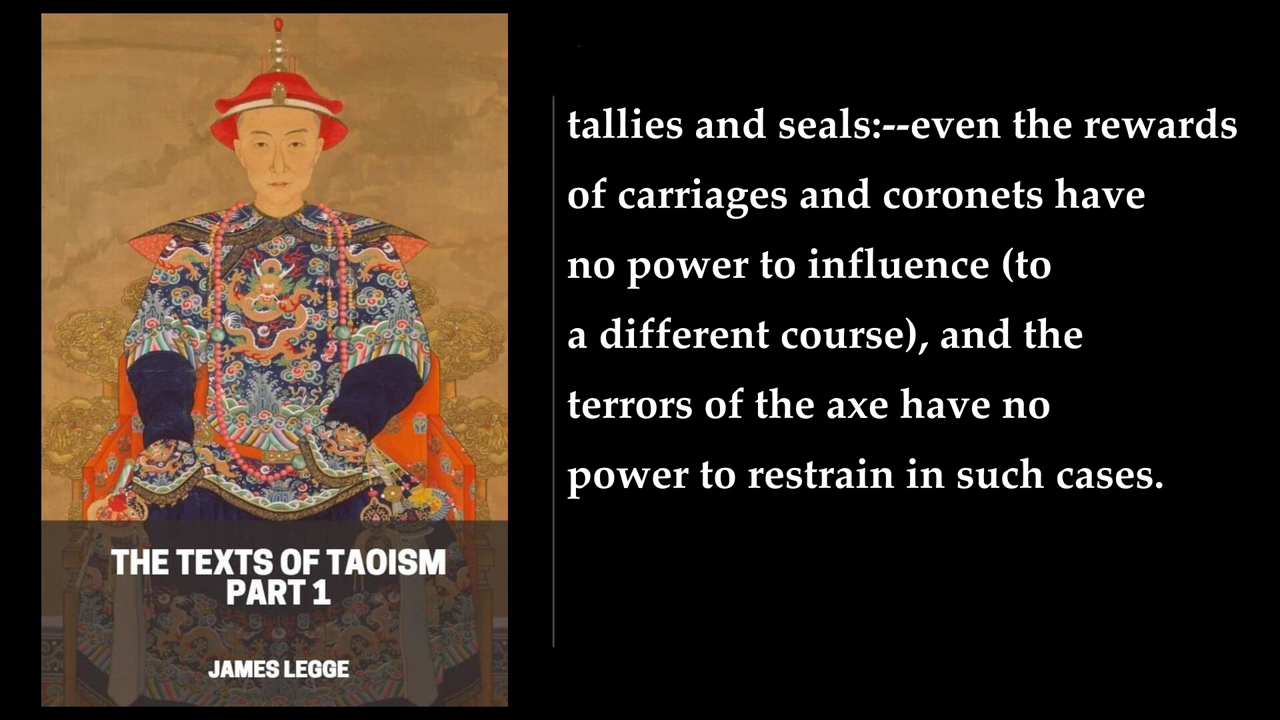 THE TEXTS OF TAOISM
PART 1
JAMES LEGGE
tallies and seals:--even the rewards
of carriages and coronets have
no power to influence (to
a different course), and the
terrors of the axe have no
power to restrain in such cases.